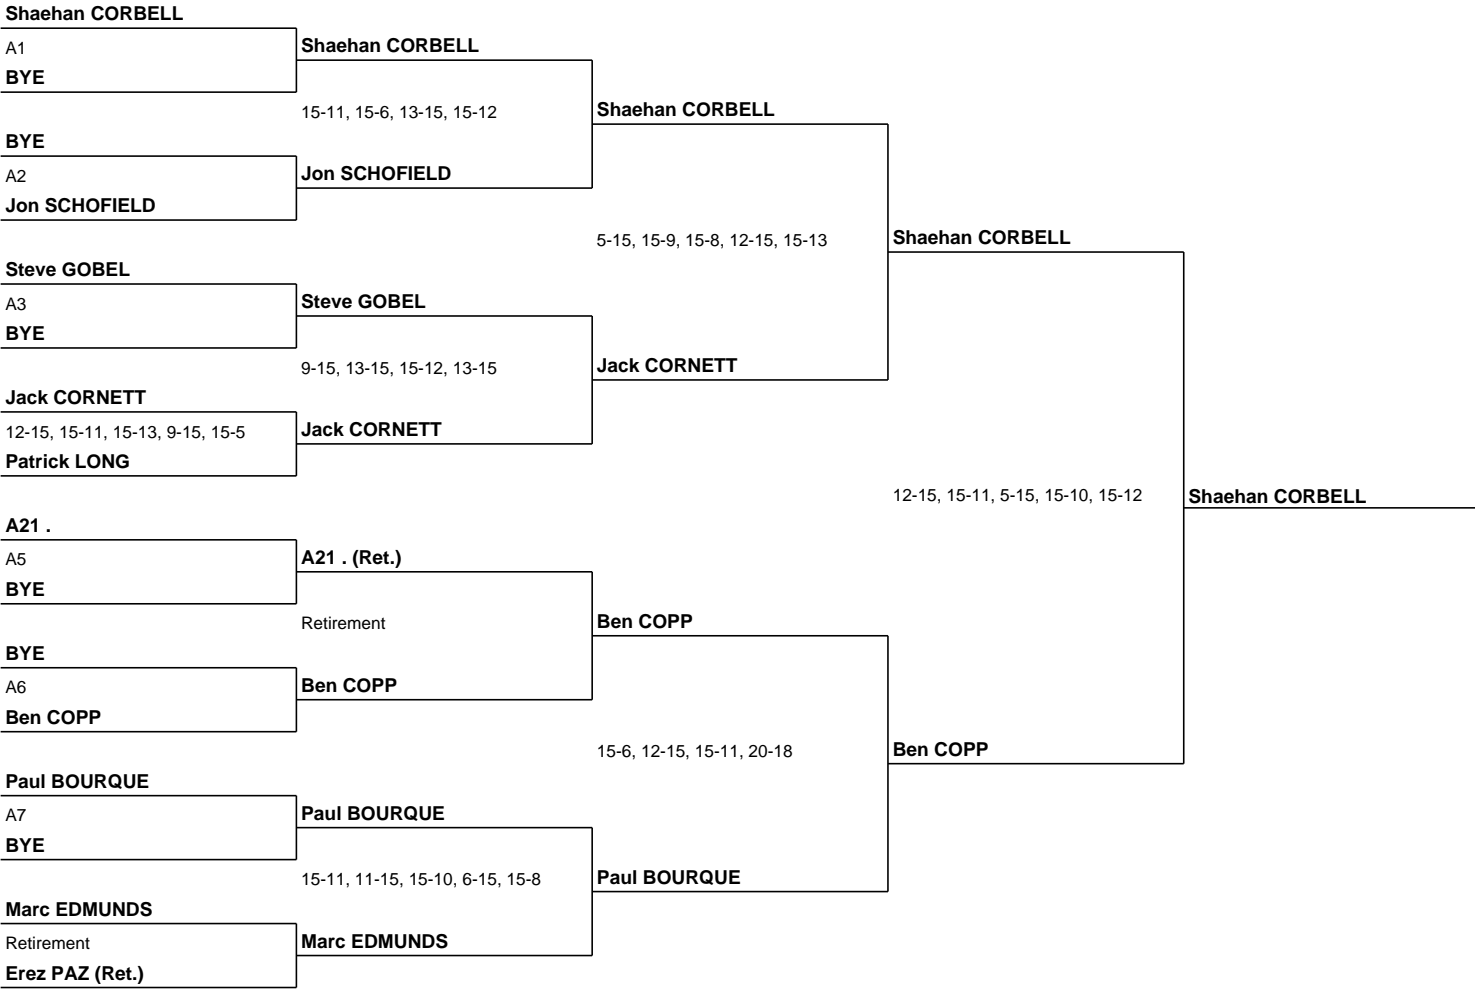 Shaehan CORBELL
A1
BYE
Shaehan CORBELL
15-11, 15-6, 13-15, 15-12
Shaehan CORBELL
BYE
A2
Jon SCHOFIELD
Jon SCHOFIELD
5-15, 15-9, 15-8, 12-15, 15-13
Shaehan CORBELL
Steve GOBEL
A3
BYE
Steve GOBEL
9-15, 13-15, 15-12, 13-15
Jack CORNETT
Jack CORNETT
12-15, 15-11, 15-13, 9-15, 15-5
Patrick LONG
Jack CORNETT
12-15, 15-11, 5-15, 15-10, 15-12
Shaehan CORBELL
A21 .
A5
BYE
A21 . (Ret.)
Retirement
Ben COPP
BYE
A6
Ben COPP
Ben COPP
15-6, 12-15, 15-11, 20-18
Ben COPP
Paul BOURQUE
A7
BYE
Paul BOURQUE
15-11, 11-15, 15-10, 6-15, 15-8
Paul BOURQUE
Marc EDMUNDS
Retirement
Erez PAZ (Ret.)
Marc EDMUNDS